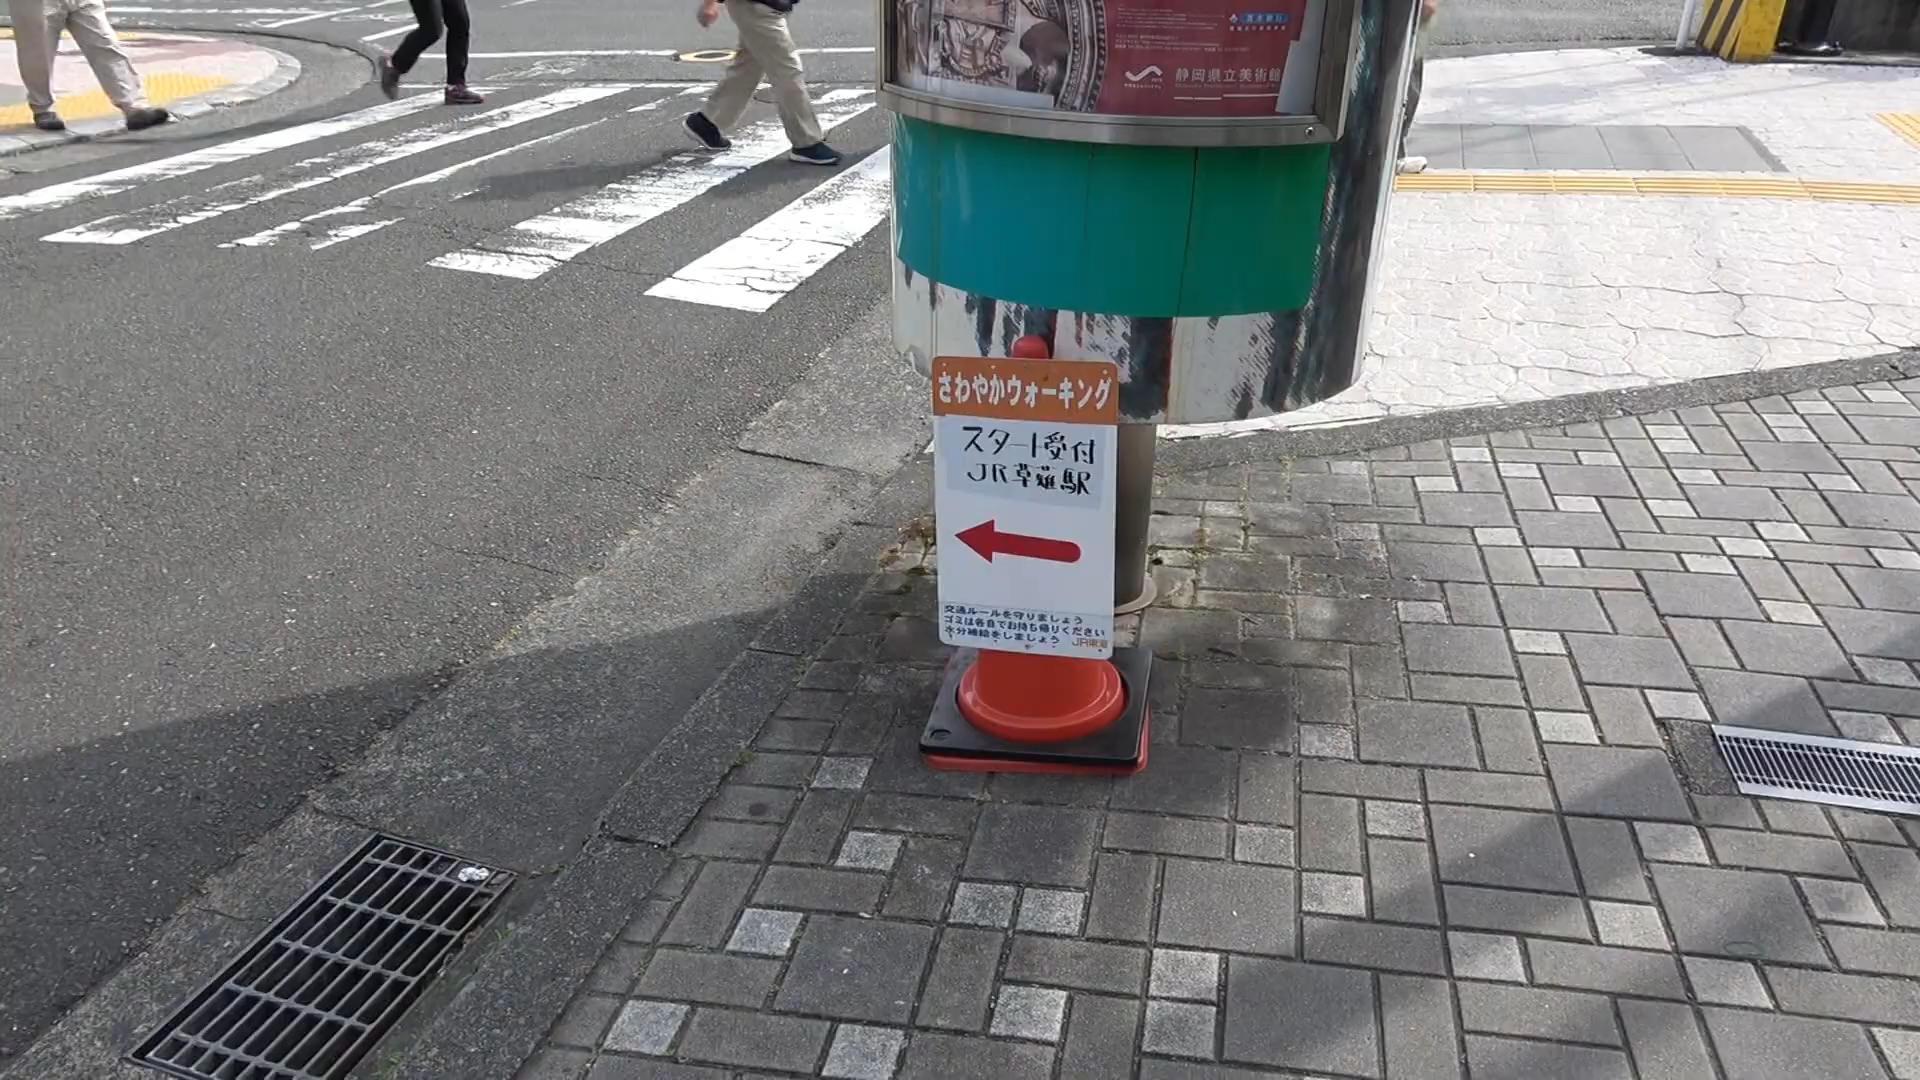 静岡県立美術館
さわやかウォーキング
スタート受付
JR草薙駅
交通ルールを守りましょう
ゴミは各自でお持ち帰りください
水分補給をしましょう
JR東海